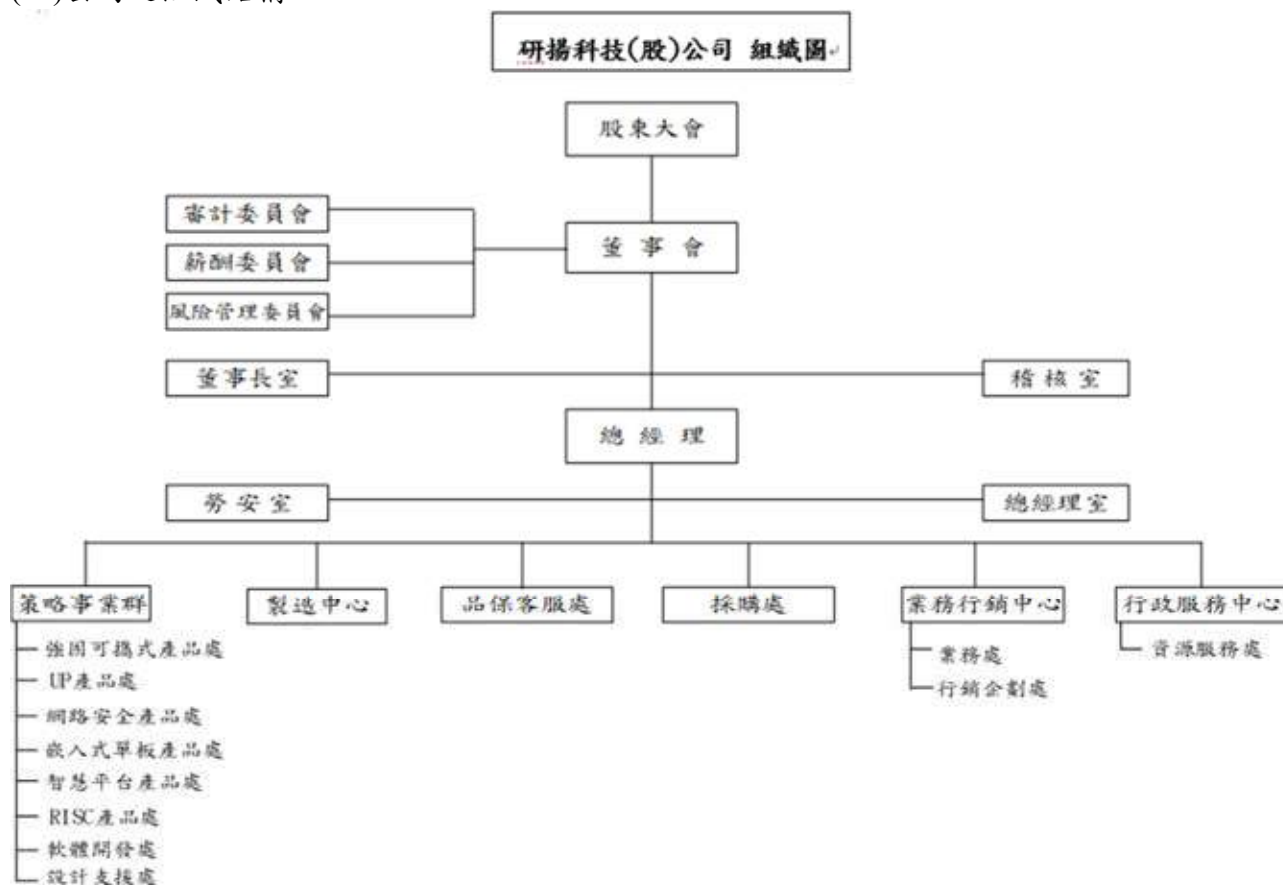 研揚科技(股)公司 組織圖
股東大會
審計委員會
董事會
薪酬委員會
風險管理委員會
董事長室
稽核室
總經理
勞安室
總經理室
策略事業群
製造中心
品保客服處
採購處
業務行銷中心
行政服務中心
強固可攜式產品處
UP產品處
網路安全產品處
嵌入式單板產品處
智慧平台產品處
RISC產品處
軟體開發處
設計支援處
業務處
行銷企劃處
資源服務處